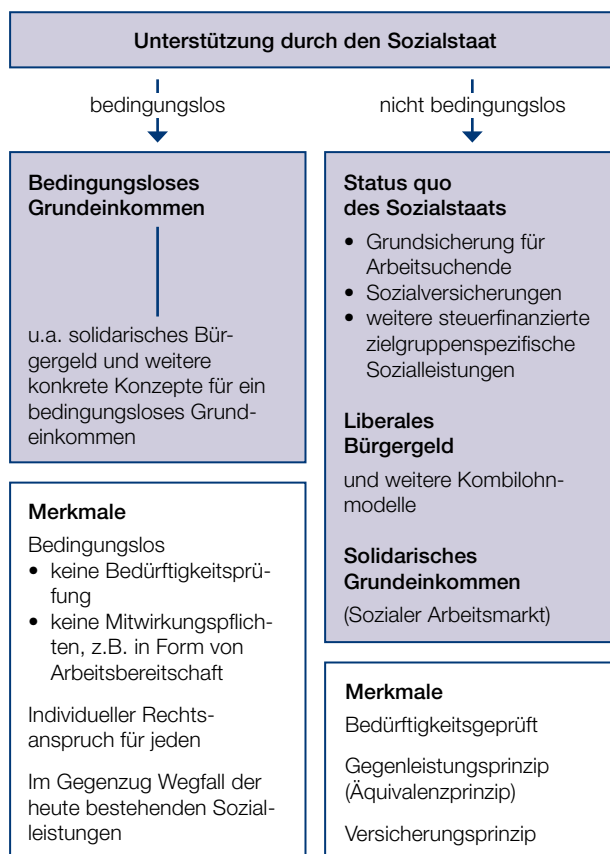 Unterstützung durch den Sozialstaat
bedingungslos
nicht bedingungslos
Bedingungsloses
Grundeinkommen
u.a. solidarisches Bür-
gergeld und weitere
konkrete Konzepte für ein
bedingungsloses Grund-
einkommen
Merkmale
Bedingungslos
• keine Bedürftigkeitsprü-
fung
• keine Mitwirkungspflich-
ten, z.B. in Form von
Arbeitsbereitschaft
Individueller Rechts-
anspruch für jeden
Im Gegenzug Wegfall der
heute bestehenden Sozial-
leistungen
Status quo
des Sozialstaats
• Grundsicherung für
Arbeitsuchende
• Sozialversicherungen
• weitere steuerfinanzierte
zielgruppenspezifische
Sozialleistungen
Liberales
Bürgergeld
und weitere Kombilohn-
modelle
Solidarisches
Grundeinkommen
(Sozialer Arbeitsmarkt)
Merkmale
Bedürftigkeitsgeprüft
Gegenleistungsprinzip
(Äquivalenzprinzip)
Versicherungsprinzip